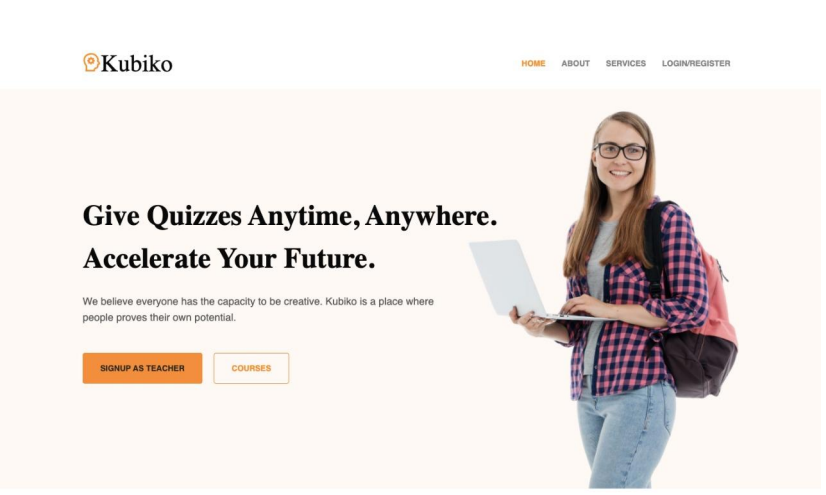 Kubiko
HOME ABOUT SERVICES LOGIN/REGISTER
Give Quizzes Anytime, Anywhere.
Accelerate Your Future.
We believe everyone has the capacity to be creative. Kubiko is a place where
people proves their own potential.
SIGNUP AS TEACHER COURSES